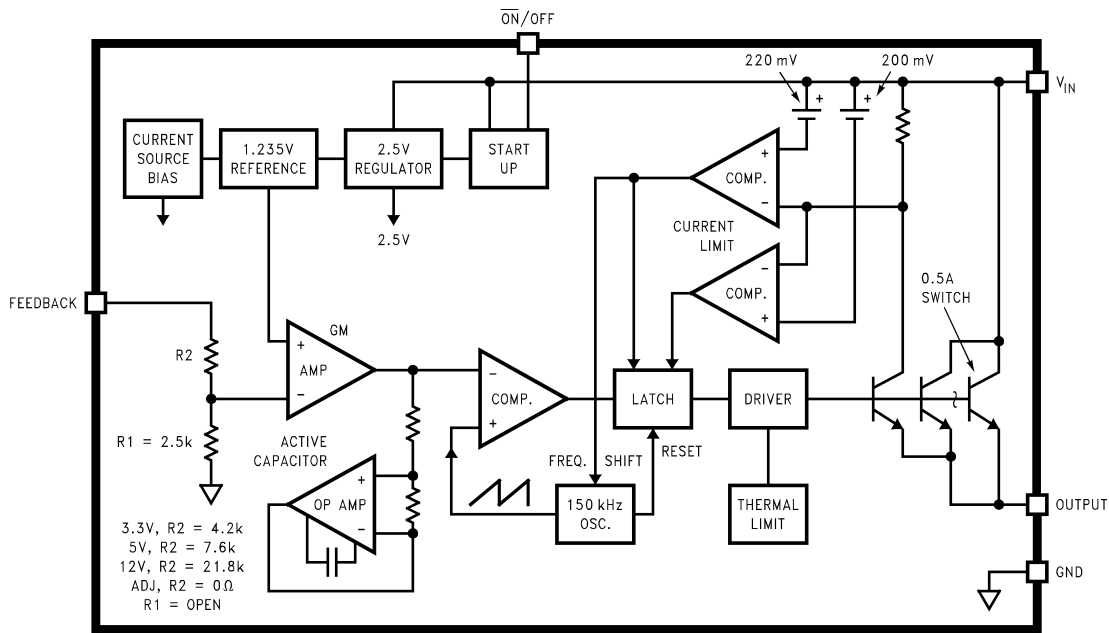 ON/OFF
220 mV
200 mV
VIN
CURRENT
SOURCE
BIAS
1.235V
REFERENCE
2.5V
REGULATOR
START
UP
2.5V
+
+
+
COMP.
−
CURRENT
LIMIT
−
COMP.
+
0.5A
SWITCH
FEEDBACK
R2
R1 = 2.5k
GM
+
AMP
−
−
COMP.
+
LATCH
DRIVER
RESET
FREQ. SHIFT
ACTIVE
CAPACITOR
+
OP AMP
−
150 kHz
OSC.
THERMAL
LIMIT
OUTPUT
GND
3.3V, R2 = 4.2k
5V, R2 = 7.6k
12V, R2 = 21.8k
ADJ, R2 = 0Ω
R1 = OPEN